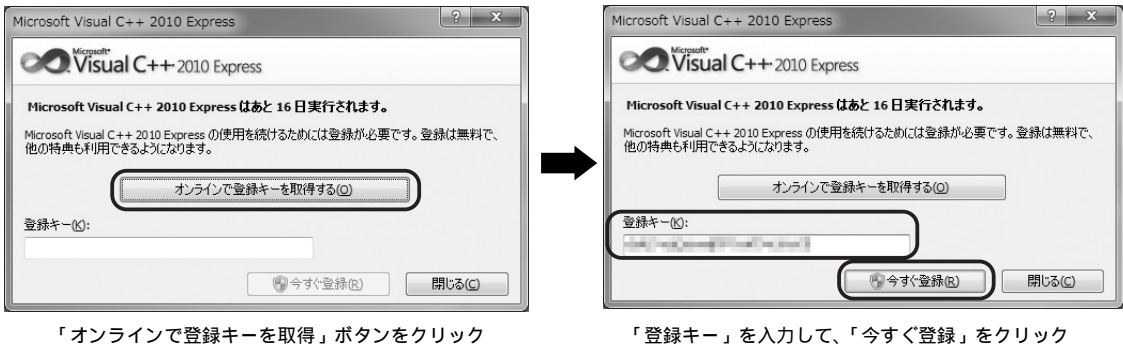 Microsoft Visual C++ 2010 Express
Microsoft
Visual C++ 2010 Express
Microsoft Visual C++ 2010 Express はあと 16 日実行されます。
Microsoft Visual C++ 2010 Express の使用を続けるためには登録が必要です。登録は無料で、
他の特典も利用できるようになります。
オンラインで登録キーを取得する(O)
登録キー(K):
今すぐ登録(R)
閉じる(C)
「オンラインで登録キーを取得」ボタンをクリック
Microsoft Visual C++ 2010 Express
Microsoft
Visual C++ 2010 Express
Microsoft Visual C++ 2010 Express はあと 16 日実行されます。
Microsoft Visual C++ 2010 Express の使用を続けるためには登録が必要です。登録は無料で、
他の特典も利用できるようになります。
オンラインで登録キーを取得する(O)
登録キー(K):
今すぐ登録(R)
閉じる(C)
「登録キー」を入力して、「今すぐ登録」をクリック